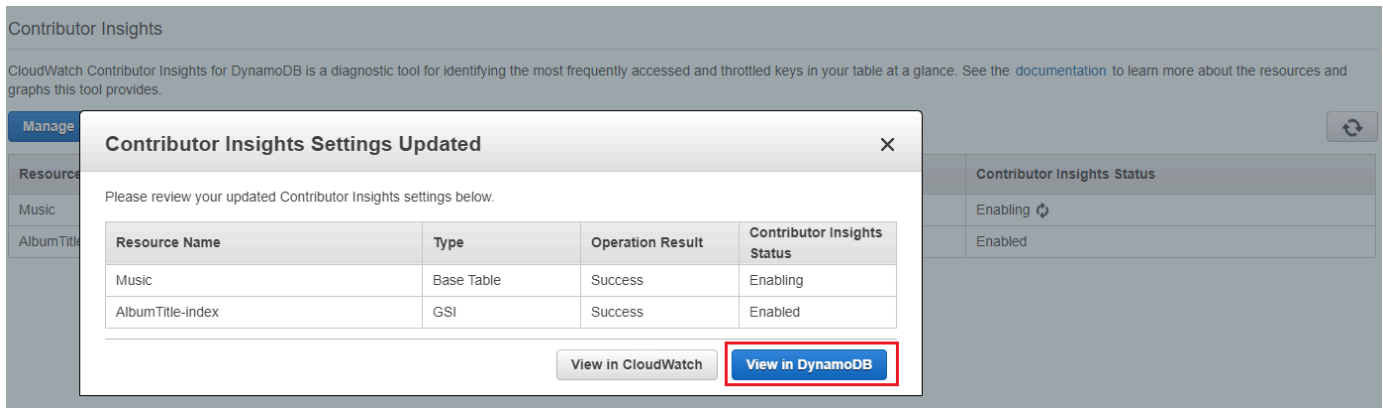 Contributor Insights
CloudWatch Contributor Insights for DynamoDB is a diagnostic tool for identifying the most frequently accessed and throttled keys in your table at a glance. See the documentation to learn more about the resources and
graphs this tool provides.
Manage
Resource
Contributor Insights Status
Music
Enabling
AlbumTitle
Enabled
Contributor Insights Settings Updated
Please review your updated Contributor Insights settings below.
Resource Name Type Operation Result Contributor Insights
Status
Music Base Table Success Enabling
AlbumTitle-index GSI Success Enabled
View in CloudWatch View in DynamoDB